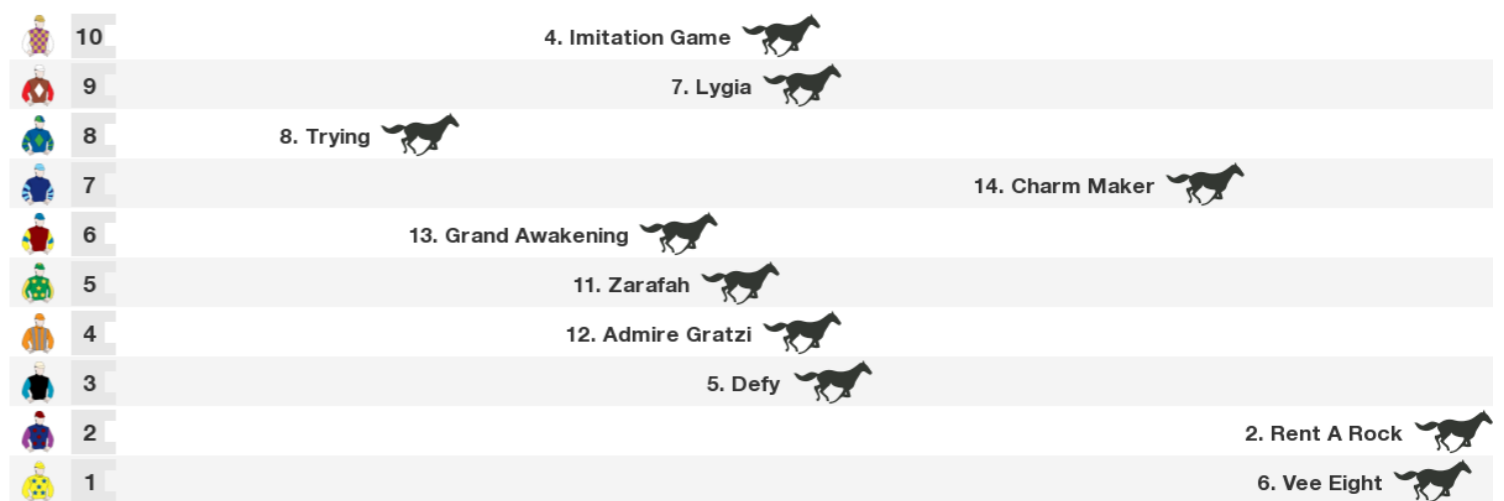 10 4. Imitation Game
9 7. Lygia
8 8. Trying
7 14. Charm Maker
6 13. Grand Awakening
5 11. Zarafah
4 12. Admire Gratzi
3 5. Defy
2 2. Rent A Rock
1 6. Vee Eight